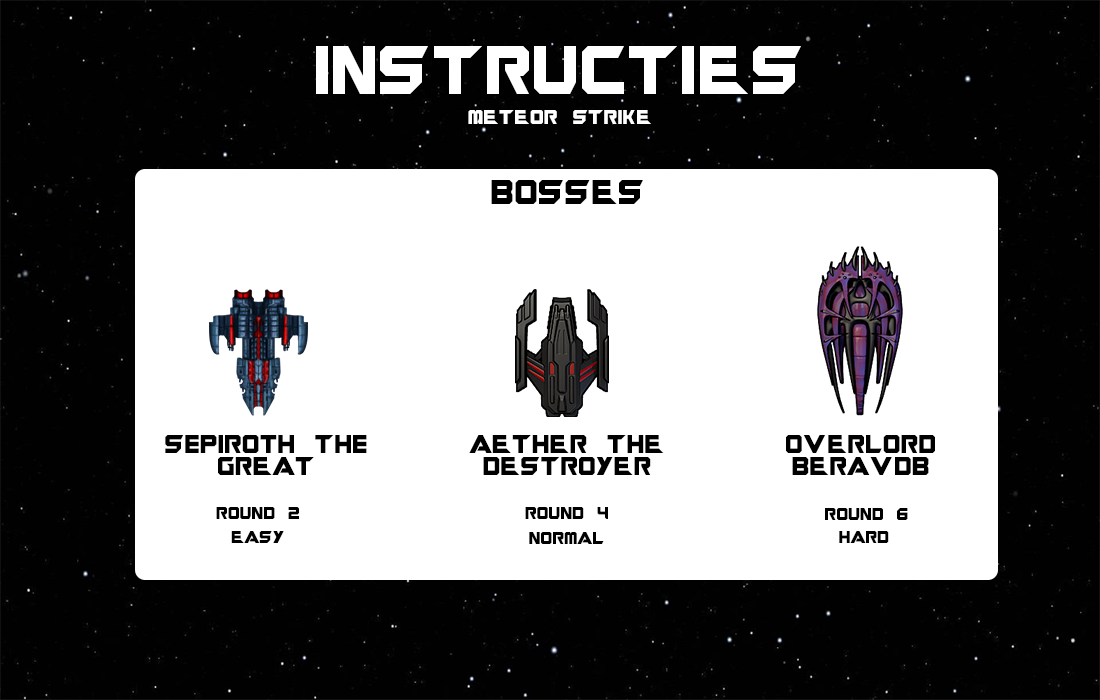 INSTRUCTIES
METEOR STRIKE
BOSSES
SEPIROTH THE
GREAT
ROUND 2
EASY
AETHER THE
DESTROYER
ROUND 4
NORMAL
OVERLORD
BERAVDB
ROUND 6
HARD